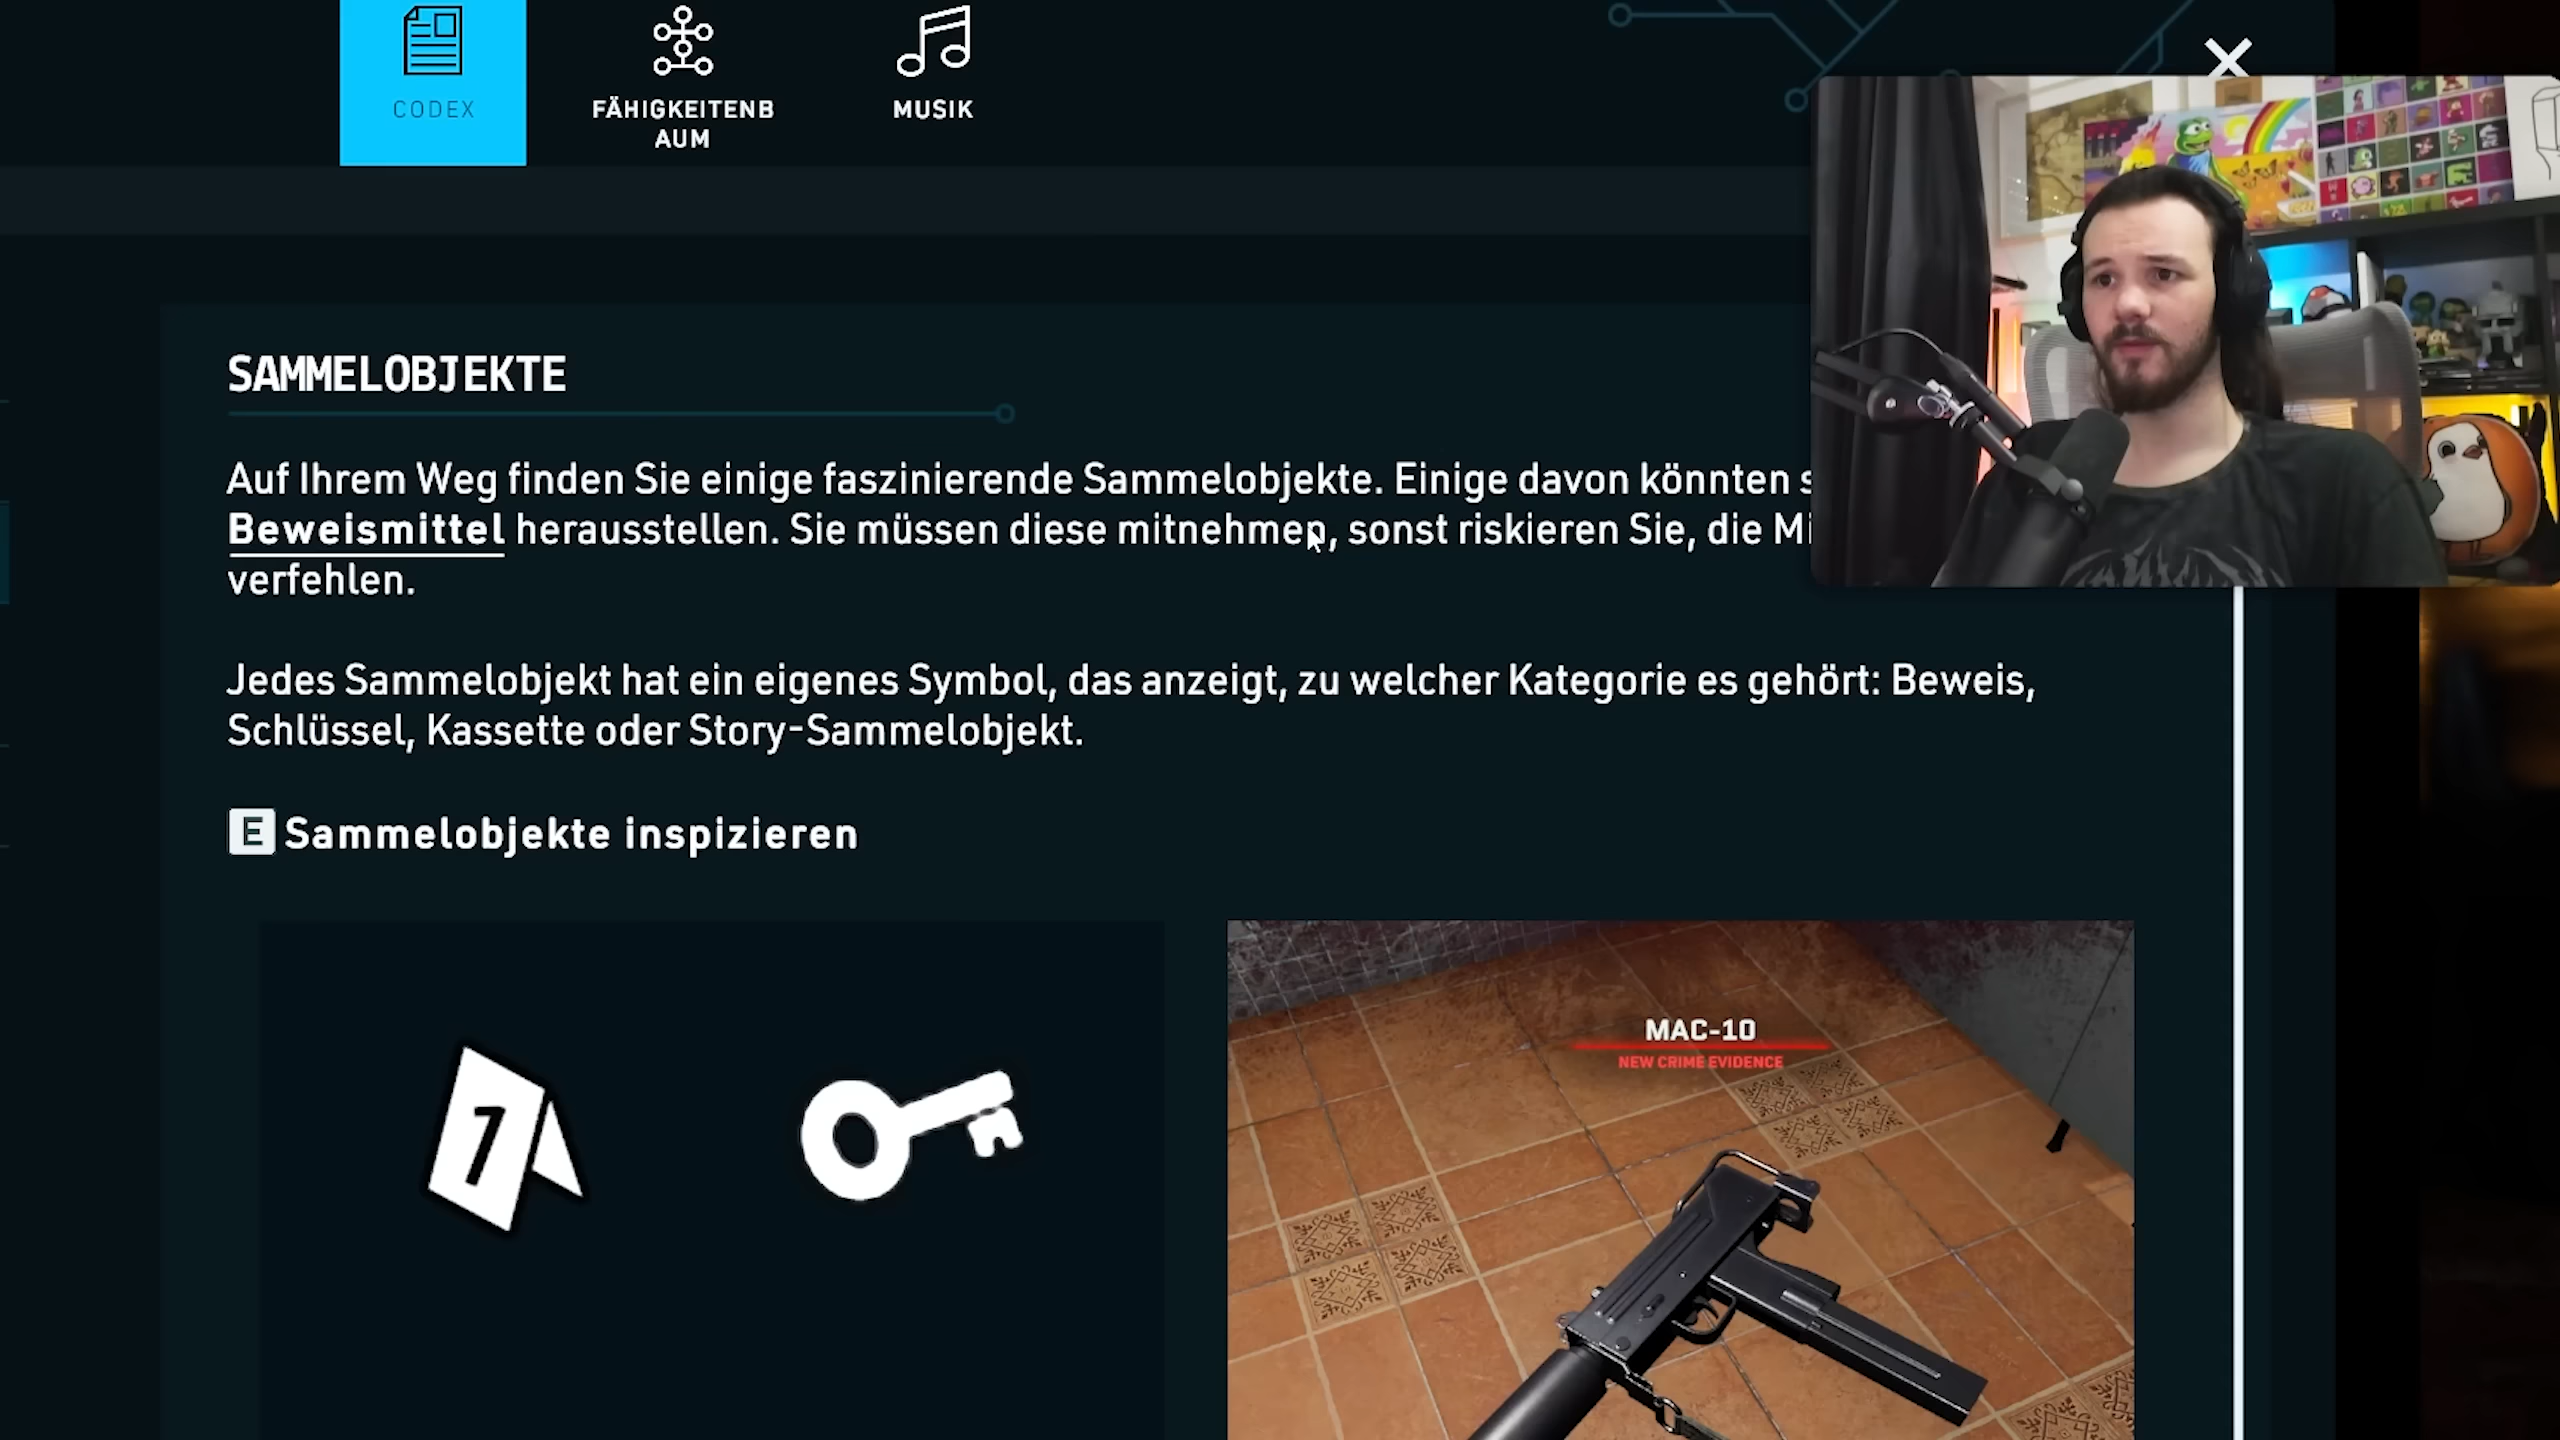 CODEX
FÄHIGKEITENB
AUM
MUSIK
SAMMELOBJEKTE
Auf Ihrem Weg finden Sie einige faszinierende Sammelobjekte. Einige davon könnten
Beweismittel herausstellen. Sie müssen diese mitnehmen, sonst riskieren Sie, die
verfehlen.
Jedes Sammelobjekt hat ein eigenes Symbol, das anzeigt, zu welcher Kategorie es gehört: Beweis,
Schlüssel, Kassette oder Story-Sammelobjekt.
E Sammelobjekte inspizieren
1
MAC-10
NEW CRIME EVIDENCE